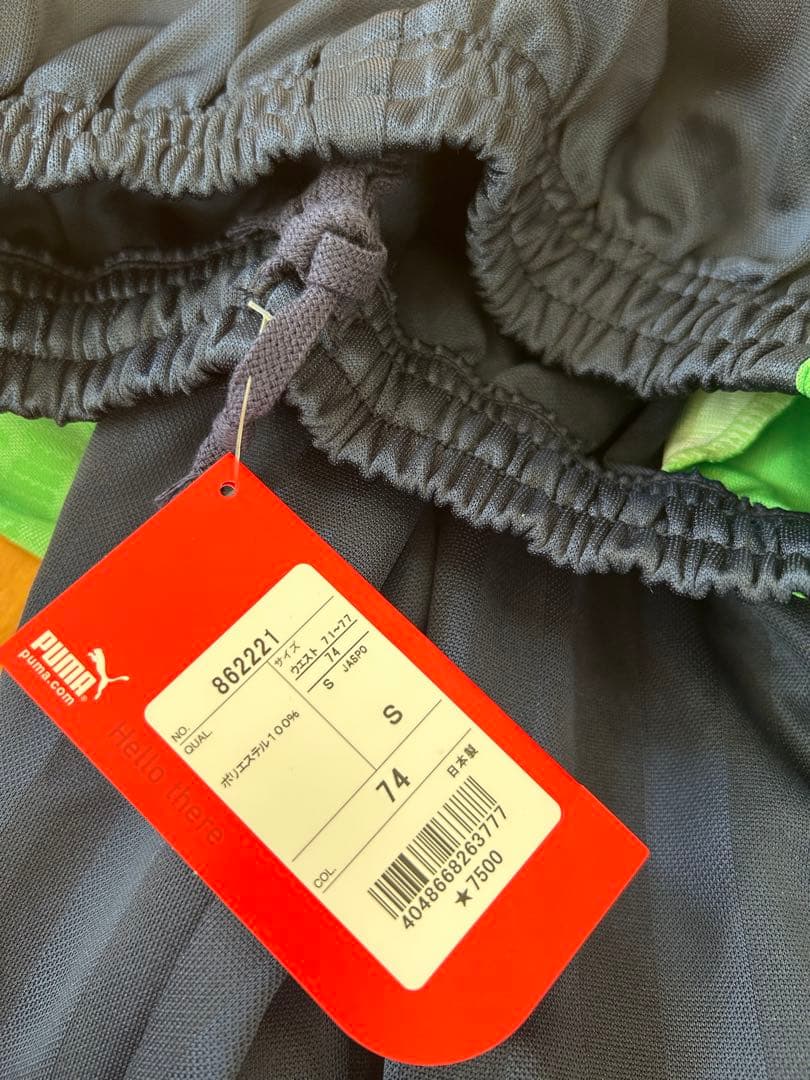 PUMA®
puma.com
Hello there
NO. 862221
QUAL.
ポリエステル100%
サイズ
ウエスト 71~77
74
S JASPO
S
COL. 74
日本製
4048668263777
★7500